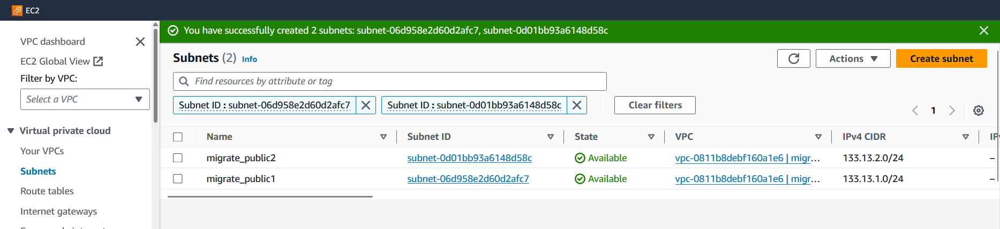 EC2
VPC dashboard
EC2 Global View
Filter by VPC:
Select a VPC
Virtual private cloud
Your VPCs
Subnets
Route tables
Internet gateways
You have successfully created 2 subnets: subnet-06d958e2d60d2afc7, subnet-0d01bb93a6148d58c
Subnets (2) Info
Actions
Create subnet
Find resources by attribute or tag
Subnet ID : subnet-06d958e2d60d2afc7
Subnet ID : subnet-0d01bb93a6148d58c
Clear filters
1
Name Subnet ID State VPC IPv4 CIDR
migrate_public2 subnet-0d01bb93a6148d58c Available vpc-0811b8debf160a1e6 | migr... 133.13.2.0/24 –
migrate_public1 subnet-06d958e2d60d2afc7 Available vpc-0811b8debf160a1e6 | migr... 133.13.1.0/24 –